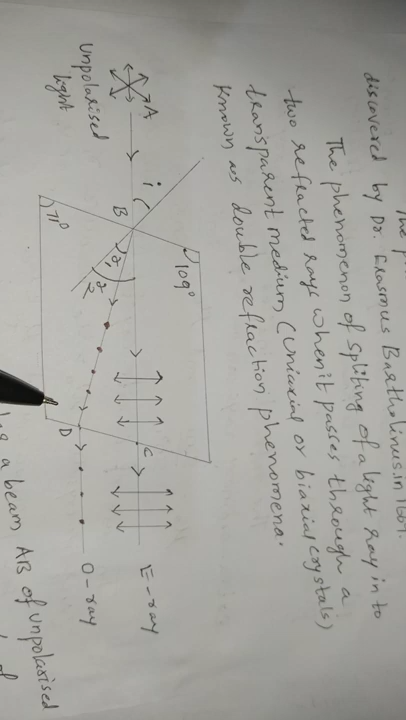 The
discovered by Dr. Erasmus Bartholinus in 1669.
The phenomenon of spliting of a light ray in to
two refracted rays when it passes through a
transparent medium (uniaxial or biaxial crystals)
known as double refraction phenomena.
A
Unpolarised
light
i
B
109°
71°
r₁
r₂
C
D
E-ray
O-ray
a beam AB of unpolarised